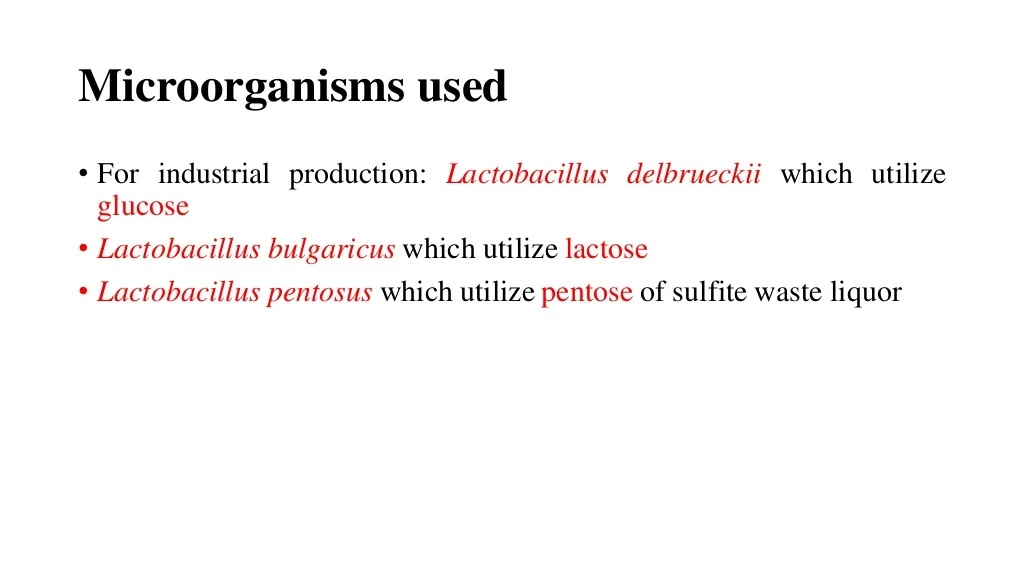 Microorganisms used
• For industrial production: Lactobacillus delbrueckii which utilize
glucose
• Lactobacillus bulgaricus which utilize lactose
• Lactobacillus pentosus which utilize pentose of sulfite waste liquor